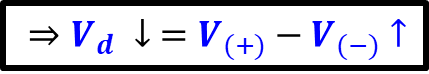 ⇒ V_d ↓ = V_(+) − V_(−) ↑